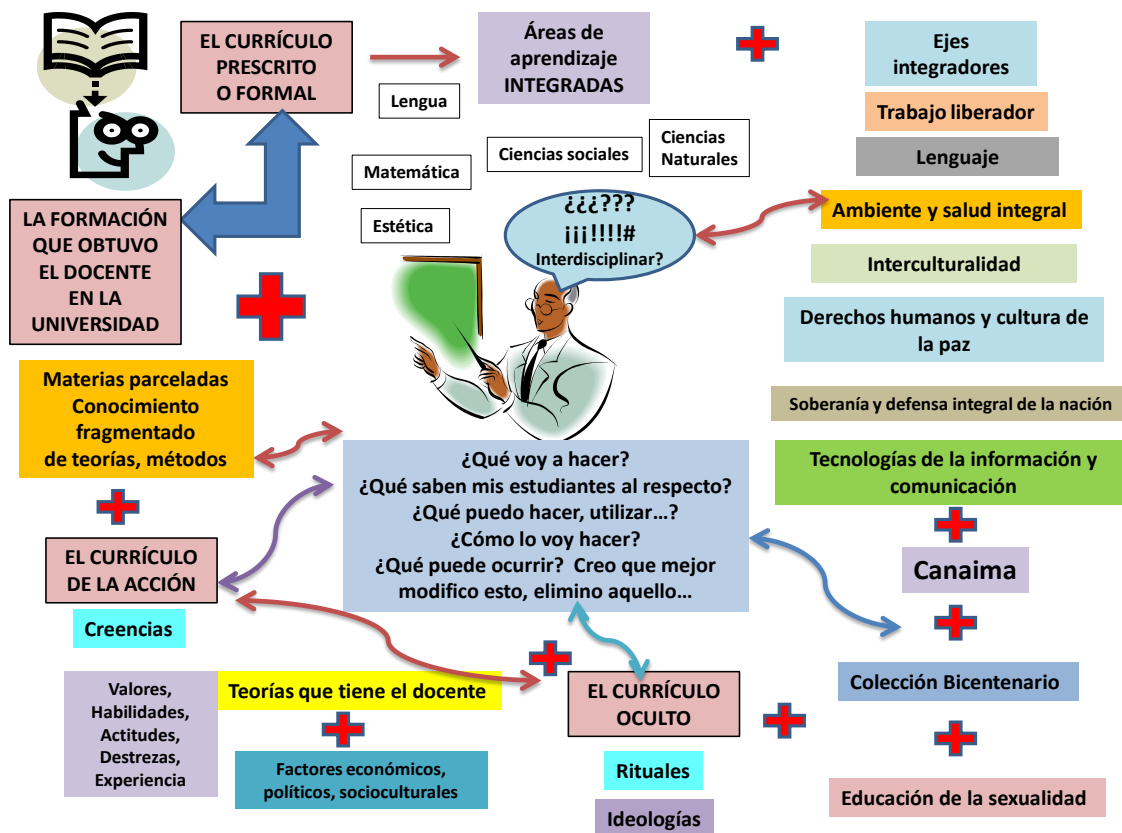 EL CURRÍCULO
PRESCRITO
O FORMAL
Áreas de
aprendizaje
INTEGRADAS
Ejes
integradores
Lengua
Trabajo liberador
Ciencias sociales
Ciencias
Naturales
Lenguaje
Matemática
Ambiente y salud integral
Estética
¿¿¿???
¡¡¡!!!!#
Interdisciplinar?
LA FORMACIÓN
QUE OBTUVO
EL DOCENTE
EN LA
UNIVERSIDAD
Interculturalidad
Derechos humanos y cultura de
la paz
Materias parceladas
Conocimiento
fragmentado
de teorías, métodos
Soberanía y defensa integral de la nación
¿Qué voy a hacer?
¿Qué saben mis estudiantes al respecto?
¿Qué puedo hacer, utilizar…?
¿Cómo lo voy hacer?
¿Qué puede ocurrir? Creo que mejor
modifico esto, elimino aquello…
Tecnologías de la información y
comunicación
EL CURRÍCULO
DE LA ACCIÓN
Canaima
Creencias
Valores,
Habilidades,
Actitudes,
Destrezas,
Experiencia
Teorías que tiene el docente
EL CURRÍCULO
OCULTO
Colección Bicentenario
Factores económicos,
políticos, socioculturales
Rituales
Ideologías
Educación de la sexualidad